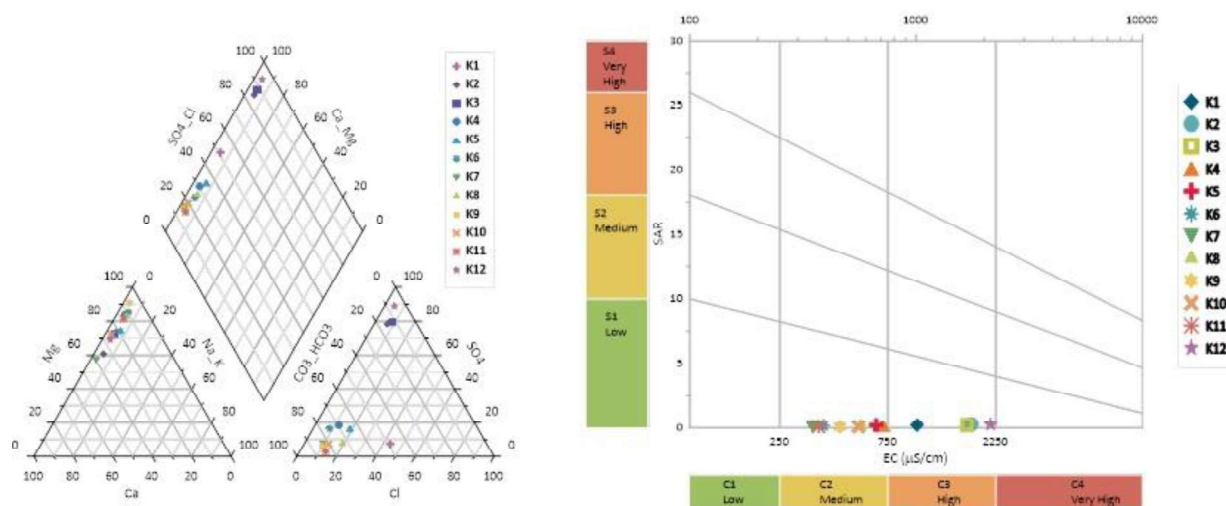 100 100
80 80
60 60
40 40
20 20
0 0
SO4_Cl
Ca_Mg
K1
K2
K3
K4
K5
K6
K7
K8
K9
K10
K11
K12
100 0
80 20
60 40
40 60
20 80
0 100
Mg
Na_K
100 80 60 40 20 0
Ca
0 100
20 80
40 60
60 40
80 20
100 0
CO3_HCO3
SO4
0 20 40 60 80 100
Cl
100 1000 10000
30
25
20
15
10
5
0
SAR
S4
Very
High
S3
High
S2
Medium
S1
Low
250 750 2250
EC (µS/cm)
C1
Low
C2
Medium
C3
High
C4
Very High
K1
K2
K3
K4
K5
K6
K7
K8
K9
K10
K11
K12